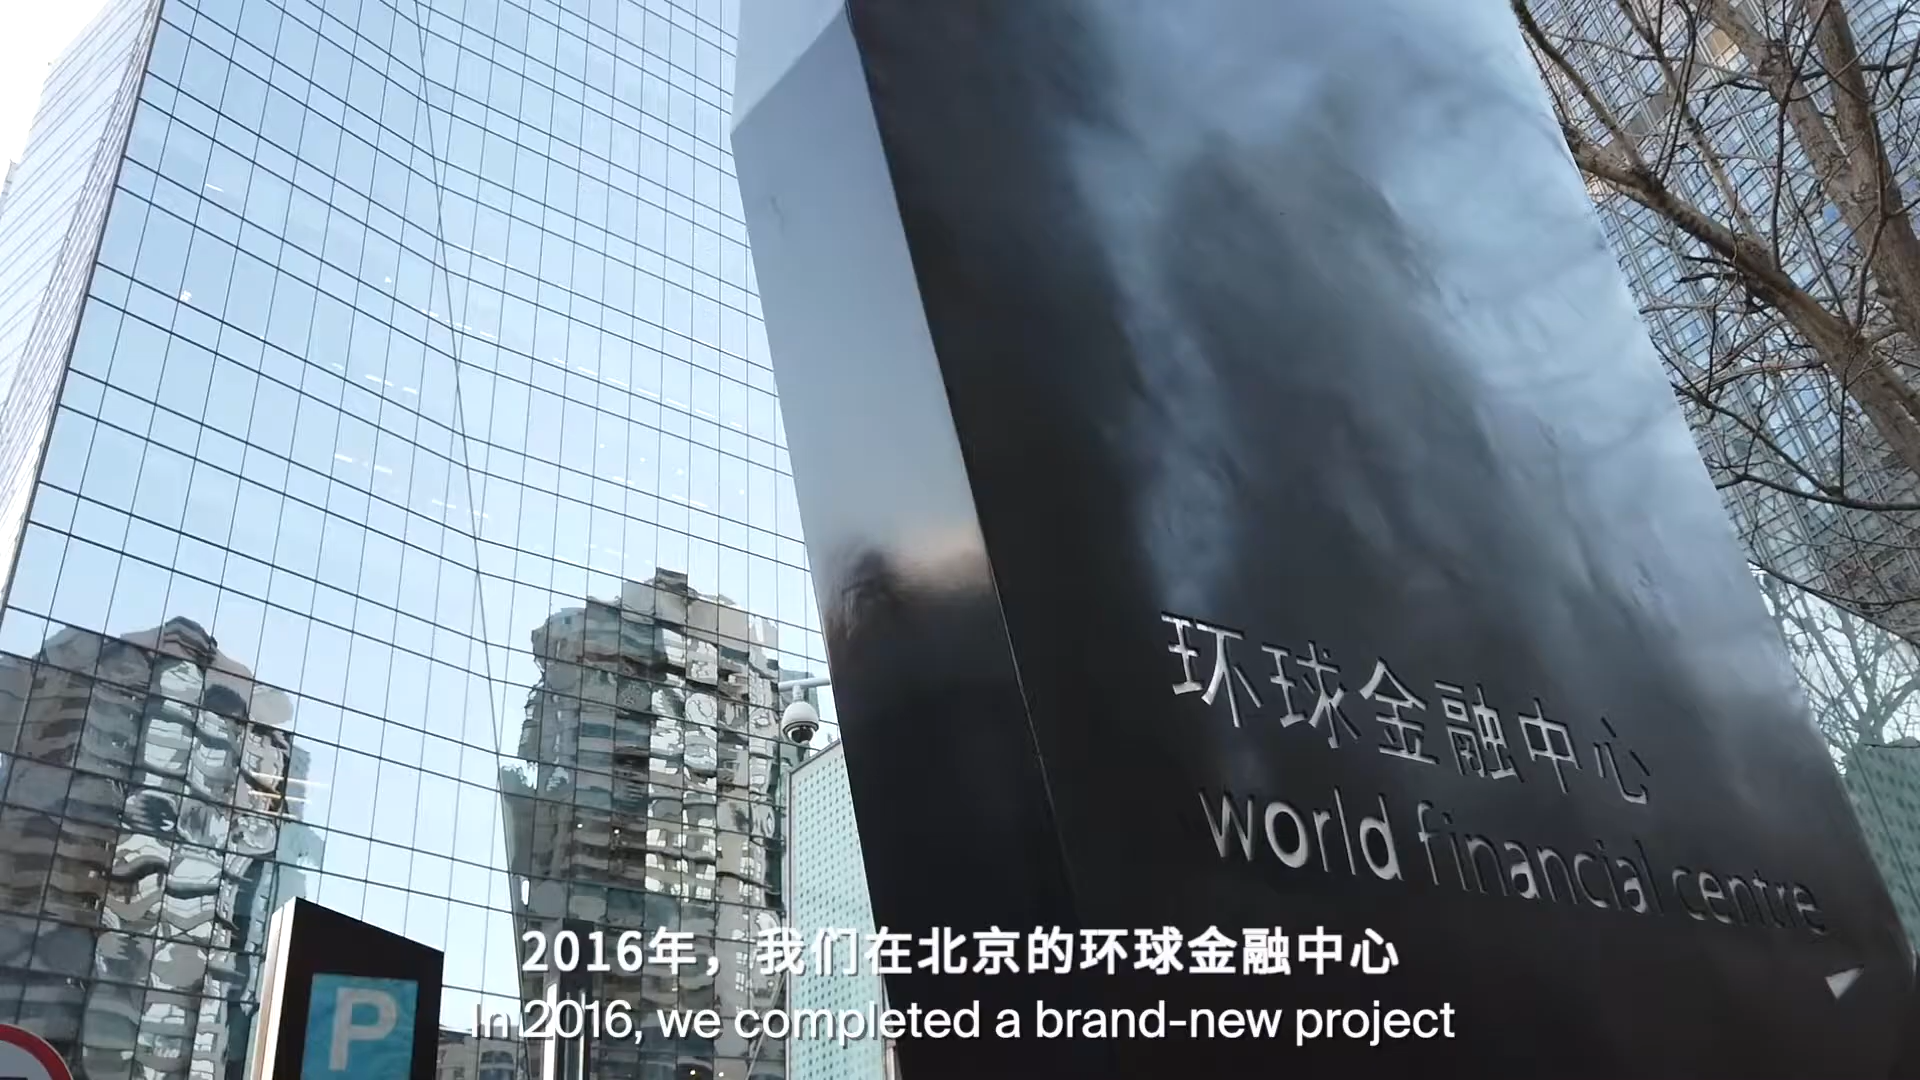 环球金融中心
world financial centre
P
2016年，我们在北京的环球金融中心
In 2016, we completed a brand-new project